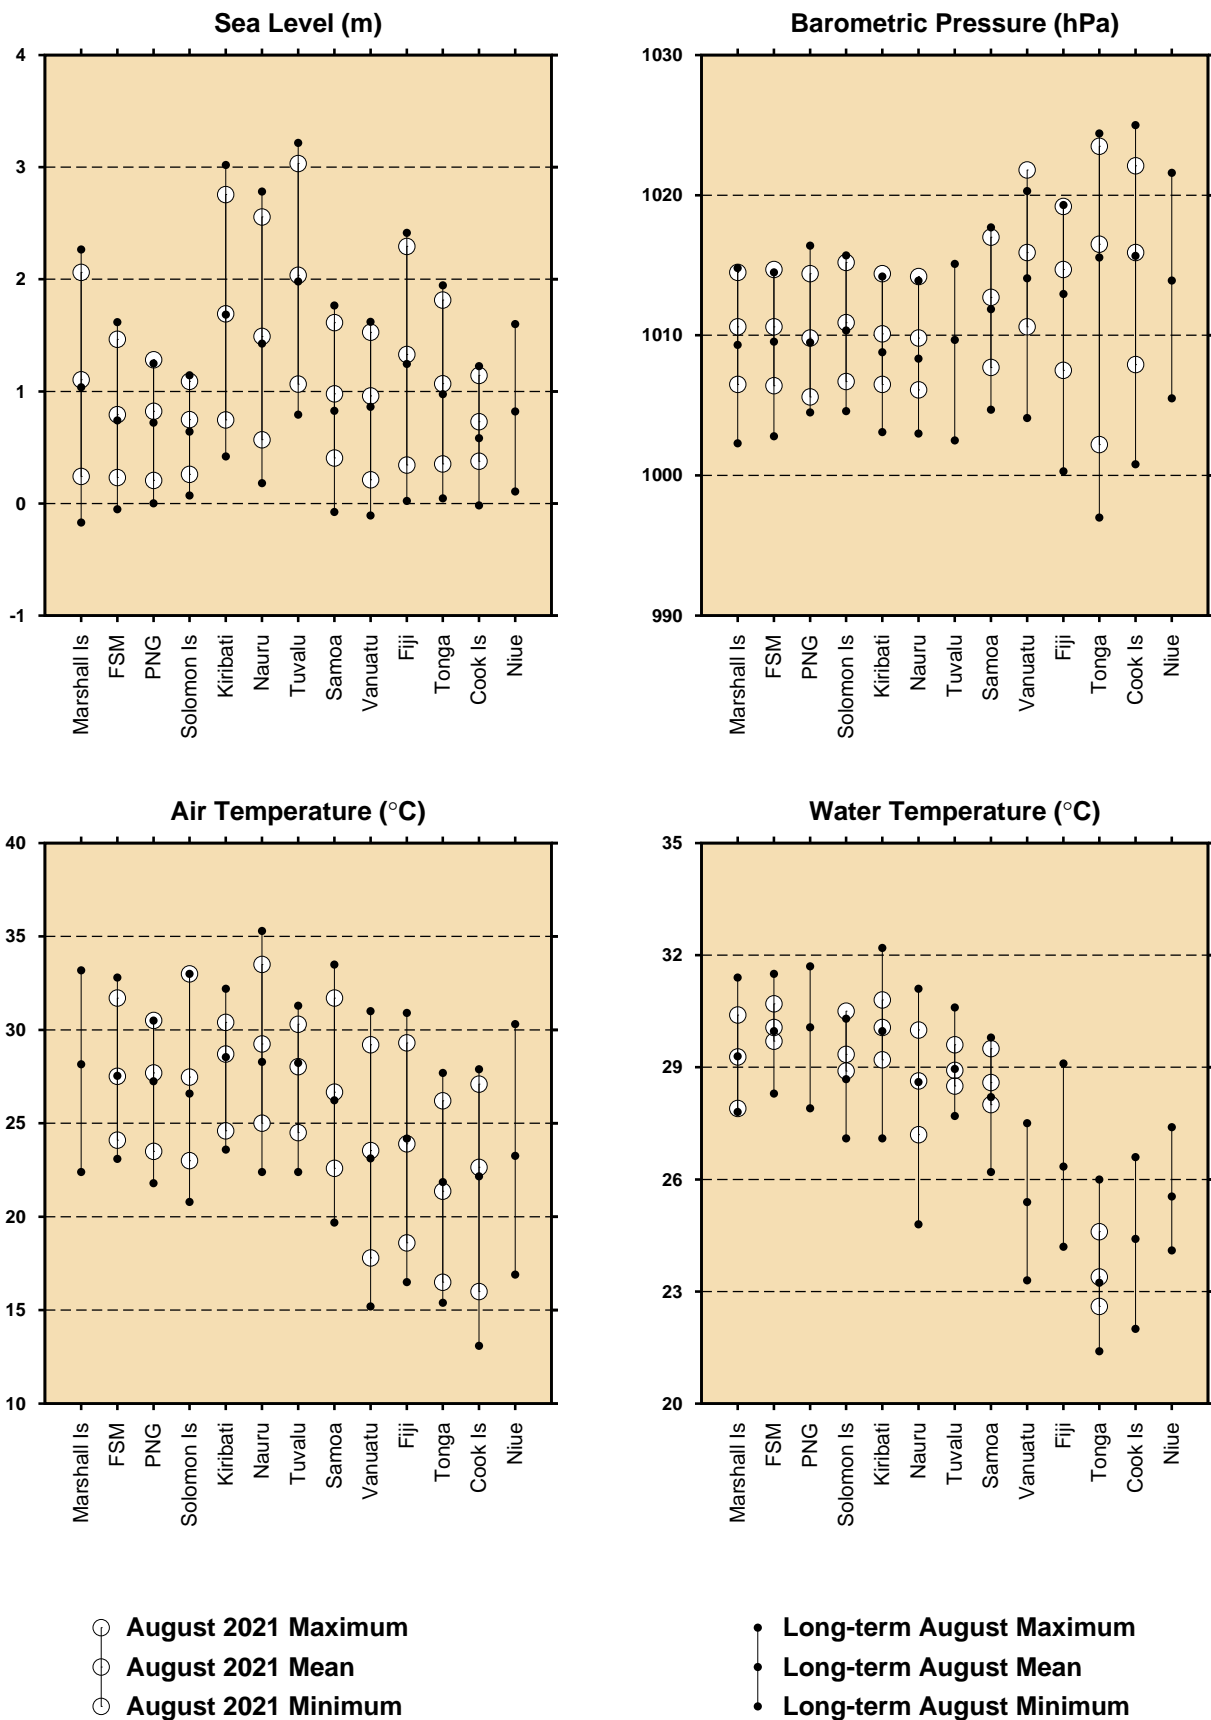 Sea Level (m)
4
3
2
1
0
-1
Marshall Is
FSM
PNG
Solomon Is
Kiribati
Nauru
Tuvalu
Samoa
Vanuatu
Fiji
Tonga
Cook Is
Niue
Barometric Pressure (hPa)
1030
1020
1010
1000
990
Marshall Is
FSM
PNG
Solomon Is
Kiribati
Nauru
Tuvalu
Samoa
Vanuatu
Fiji
Tonga
Cook Is
Niue
Air Temperature (°C)
40
35
30
25
20
15
10
Marshall Is
FSM
PNG
Solomon Is
Kiribati
Nauru
Tuvalu
Samoa
Vanuatu
Fiji
Tonga
Cook Is
Niue
Water Temperature (°C)
35
32
29
26
23
20
Marshall Is
FSM
PNG
Solomon Is
Kiribati
Nauru
Tuvalu
Samoa
Vanuatu
Fiji
Tonga
Cook Is
Niue
August 2021 Maximum
August 2021 Mean
August 2021 Minimum
Long-term August Maximum
Long-term August Mean
Long-term August Minimum